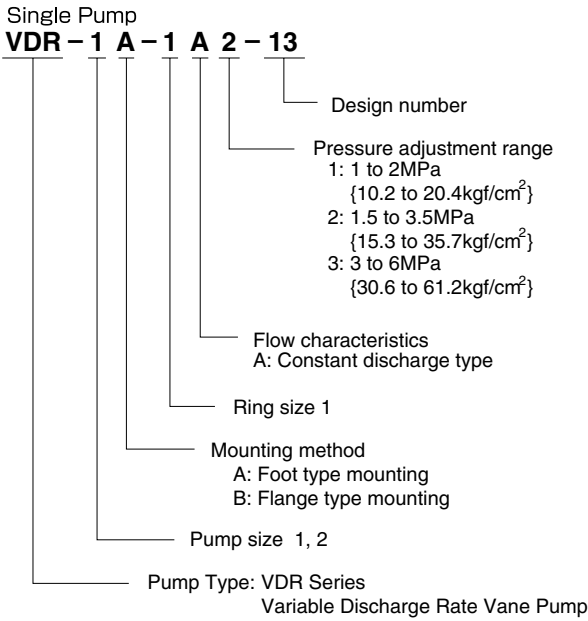 Single Pump
VDR – 1 A – 1 A 2 – 13
Design number
Pressure adjustment range
1: 1 to 2MPa
{10.2 to 20.4kgf/cm²}
2: 1.5 to 3.5MPa
{15.3 to 35.7kgf/cm²}
3: 3 to 6MPa
{30.6 to 61.2kgf/cm²}
Flow characteristics
A: Constant discharge type
Ring size 1
Mounting method
A: Foot type mounting
B: Flange type mounting
Pump size 1, 2
Pump Type: VDR Series
Variable Discharge Rate Vane Pump